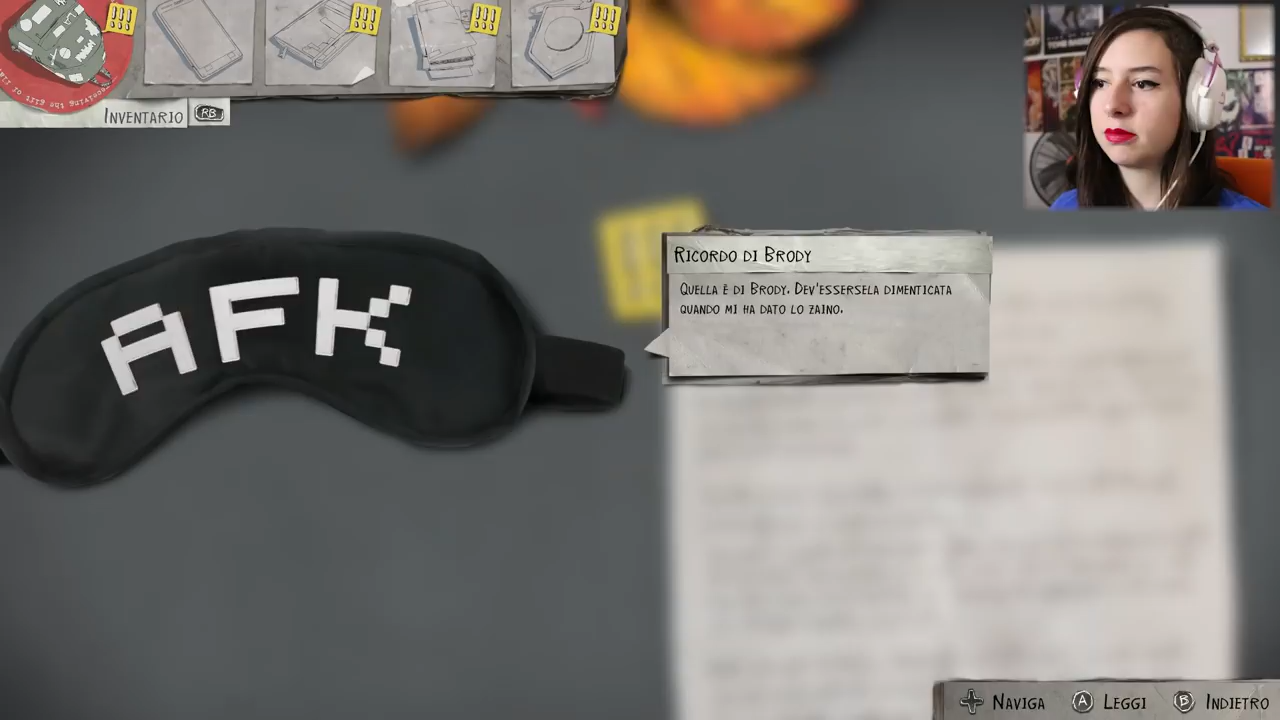 INVENTARIO RB
AFK
RICORDO DI BRODY
QUELLA È DI BRODY. DEV'ESSERSELA DIMENTICATA
QUANDO MI HA DATO LO ZAINO.
NAVIGA A LEGGI B INDIETRO